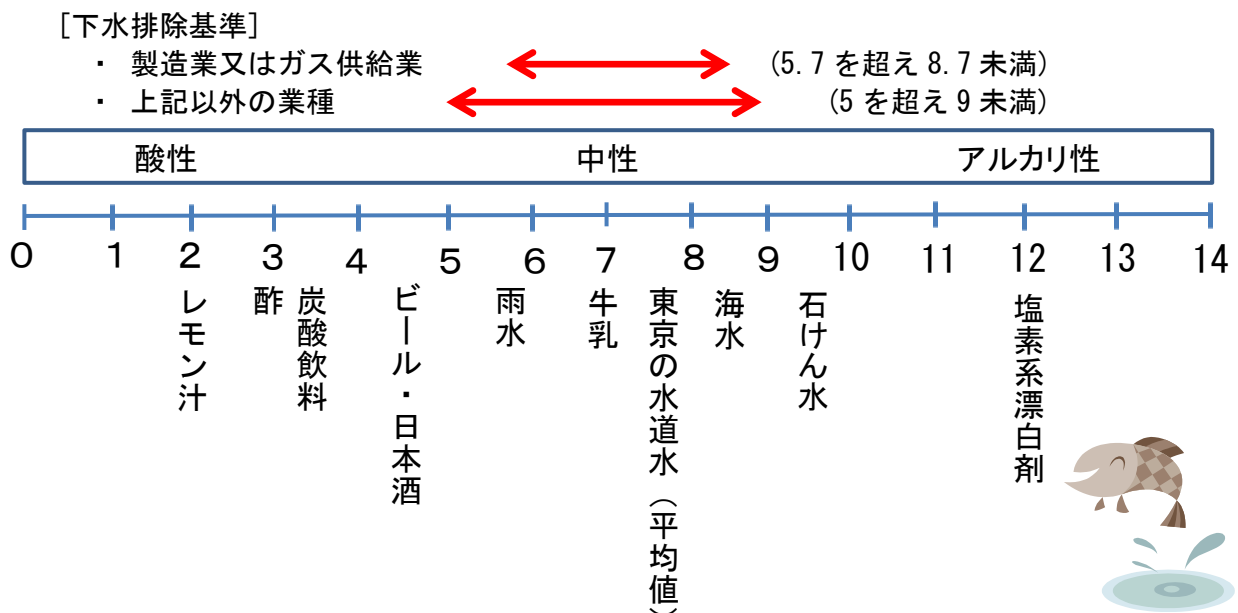 [下水排除基準]
・ 製造業又はガス供給業 (5.7を超え8.7未満)
・ 上記以外の業種 (5を超え9未満)
酸性 中性 アルカリ性
0 1 2 3 4 5 6 7 8 9 10 11 12 13 14
レモン汁
酢
炭酸飲料
ビール・日本酒
雨水
牛乳
東京の水道水（平均値）
海水
石けん水
塩素系漂白剤